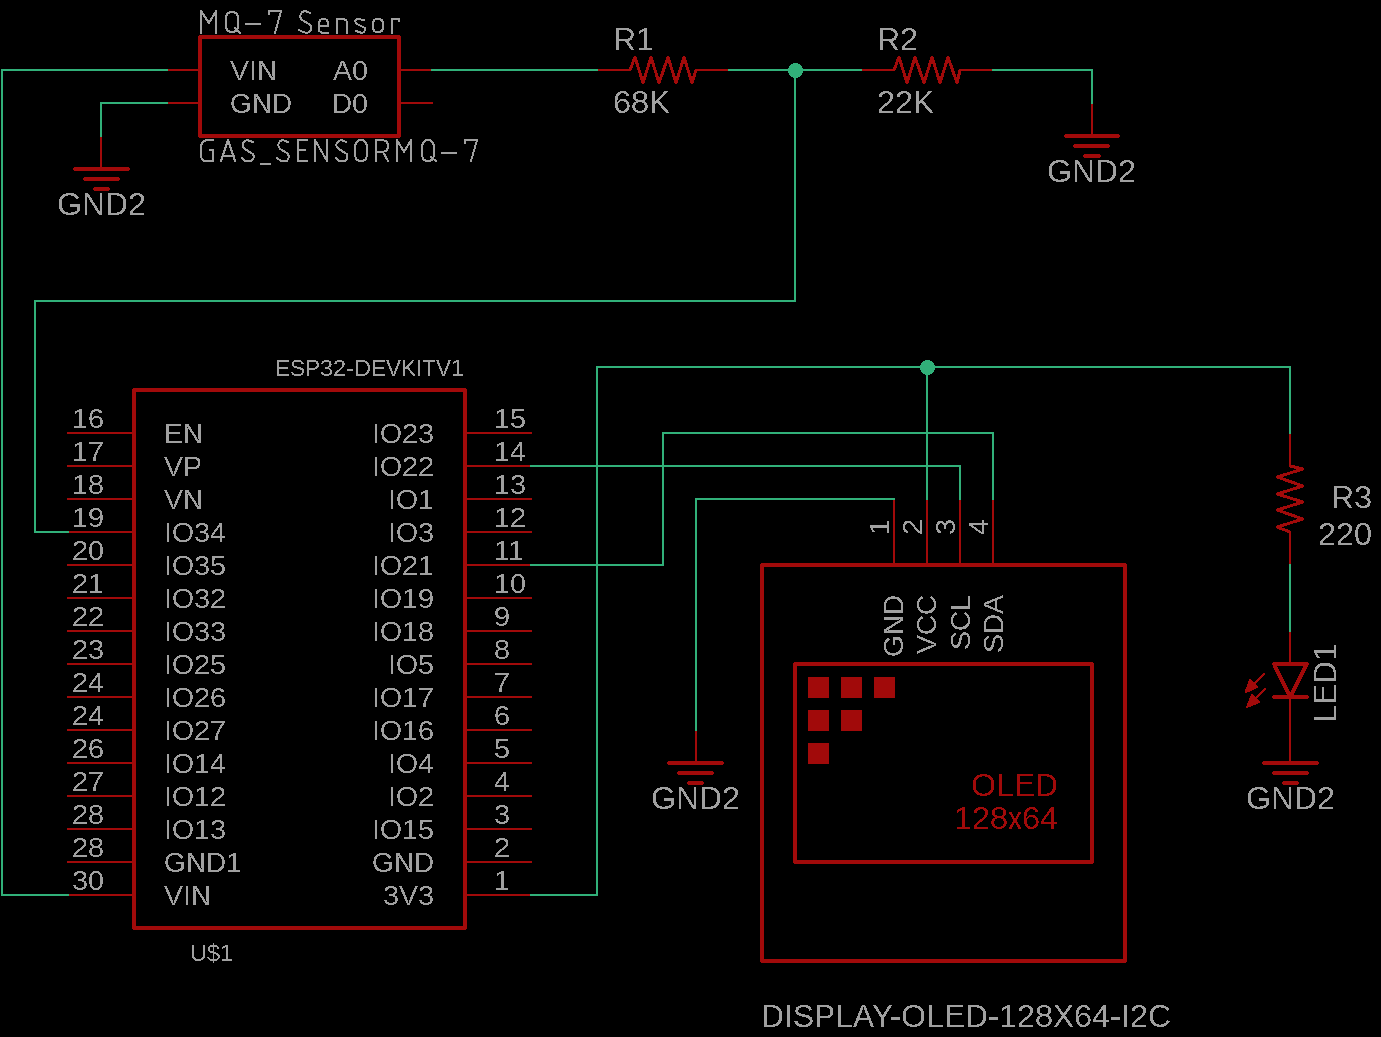 MQ-7 Sensor
VIN A0
GND D0
GAS_SENSORMQ-7
GND2
R1
68K
R2
22K
GND2
ESP32-DEVKITV1
16 EN IO23 15
17 VP IO22 14
18 VN IO1 13
19 IO34 IO3 12
20 IO35 IO21 11
21 IO32 IO19 10
22 IO33 IO18 9
23 IO25 IO5 8
24 IO26 IO17 7
24 IO27 IO16 6
26 IO14 IO4 5
27 IO12 IO2 4
28 IO13 IO15 3
28 GND1 GND 2
30 VIN 3V3 1
U$1
1 2 3 4
GND
VCC
SCL
SDA
OLED
128x64
GND2
DISPLAY-OLED-128X64-I2C
R3
220
LED1
GND2